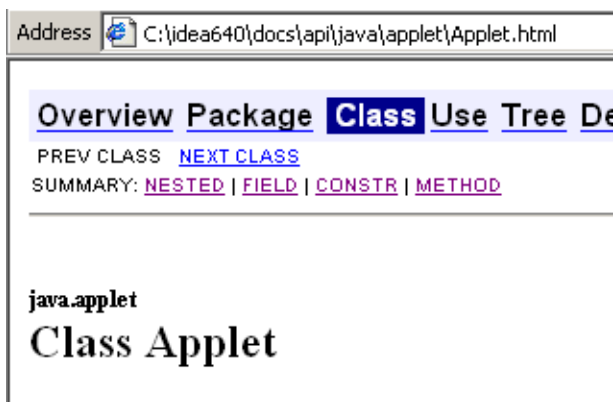 Address C:\idea640\docs\api\java\applet\Applet.html
Overview Package Class Use Tree De
PREV CLASS NEXT CLASS
SUMMARY: NESTED | FIELD | CONSTR | METHOD
java.applet
Class Applet